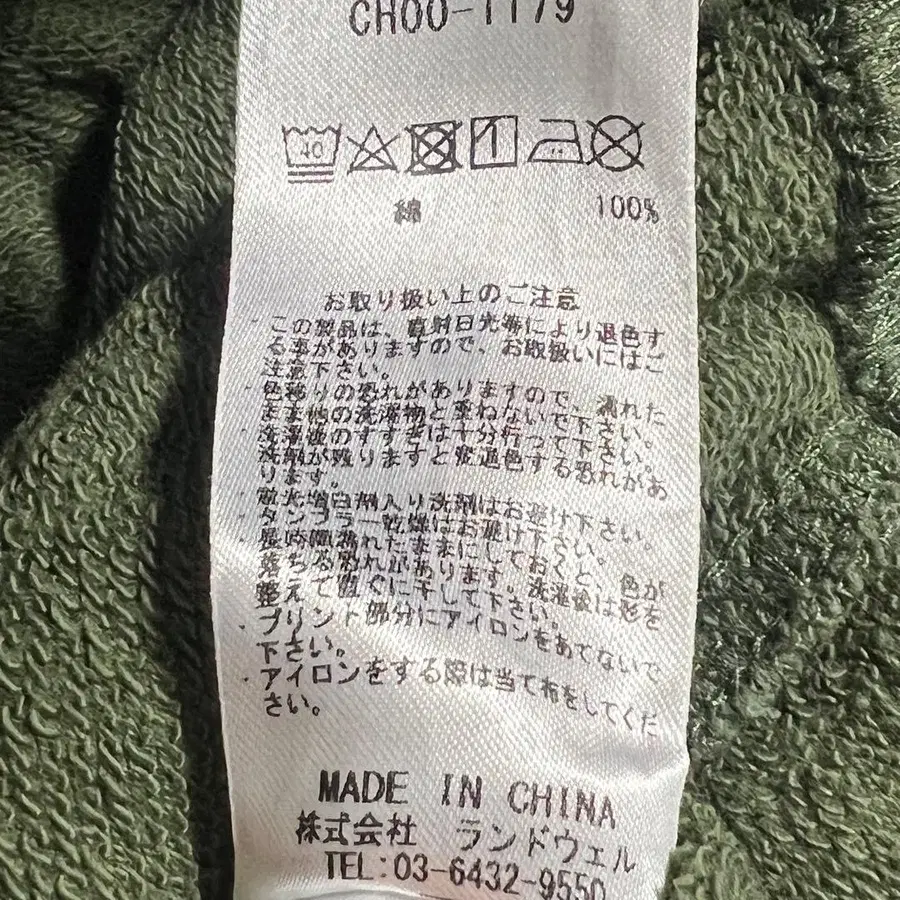 CHOO-1179
40
綿 100%
お取り扱い上のご注意
・この製品は、直射日光等により退色す
る事がありますので、お取扱いにはご
注意下さい。
・色移りの恐れがありますので、濡れた
まま他の洗濯物と重ねないで下さい。
・洗濯後のすすぎは十分行って下さい。
洗剤が残りますと変退色する恐れがあ
ります。
・蛍光増白剤入り洗剤はお避け下さい。
・タンブラー乾燥はお避け下さい。
・長時間濡れたままにしておくと、色が
落ちる恐れがあります。洗濯後は形を
整えて直ぐに干して下さい。
・プリント部分にアイロンをあてないで
下さい。
・アイロンをする際は当て布をしてくだ
さい。
MADE IN CHINA
株式会社 ランドウェル
TEL:03-6432-9550